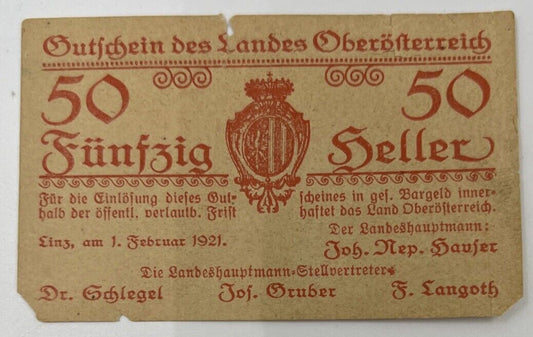 Gutschein des Landes Oberösterreich
50 50
Fünfzig Heller
Für die Einlösung dieses Gut- scheines in ges. Bargeld inner-
halb der öffentl. verlautb. Frist haftet das Land Oberösterreich.
Linz, am 1. Februar 1921. Der Landeshauptmann:
Joh. Nep. Hauser
Die Landeshauptmann-Stellvertreter:
Dr. Schlegel Jos. Gruber F. Langoth